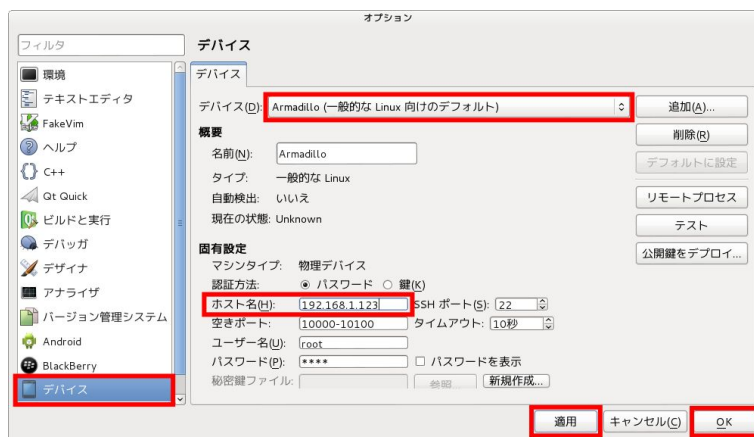 オプション
フィルタ
環境
テキストエディタ
FakeVim
ヘルプ
C++
Qt Quick
ビルドと実行
デバッガ
デザイナ
アナライザ
バージョン管理システム
Android
BlackBerry
デバイス
デバイス
デバイス
デバイス(D): Armadillo (一般的な Linux 向けのデフォルト) 追加(A)...
概要 削除(R)
名前(N): Armadillo デフォルトに設定
タイプ: 一般的な Linux
自動検出: いいえ リモートプロセス
現在の状態: Unknown テスト
固有設定 公開鍵をデプロイ...
マシンタイプ: 物理デバイス
認証方法: パスワード 鍵(K)
ホスト名(H): 192.168.1.123 SSH ポート(S): 22
空きポート: 10000-10100 タイムアウト: 10秒
ユーザー名(U): root
パスワード(P): **** パスワードを表示
秘密鍵ファイル: 参照... 新規作成...
適用 キャンセル(C) OK